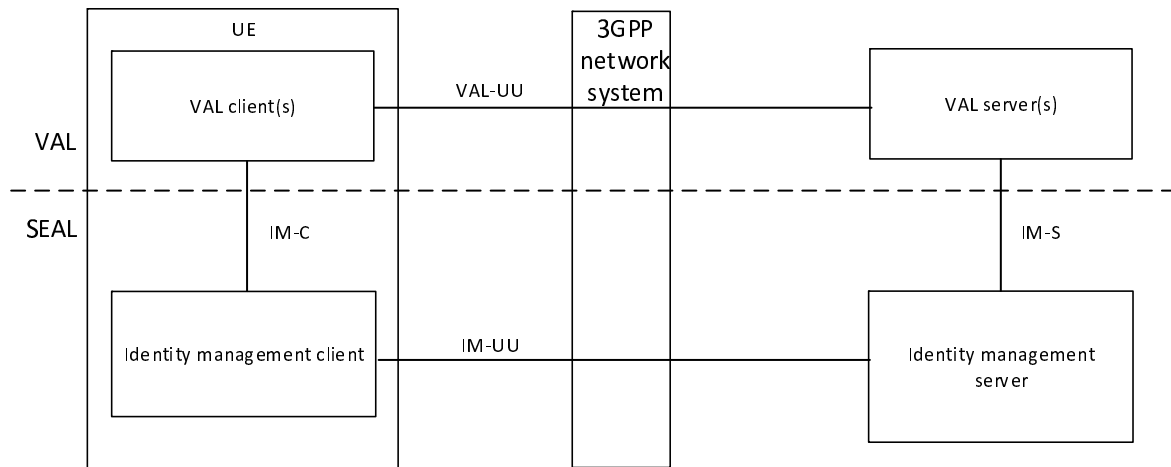 UE
3GPP
network
system
VAL client(s)
VAL-UU
VAL server(s)
VAL
SEAL
IM-C
IM-S
Identity management client
IM-UU
Identity management
server